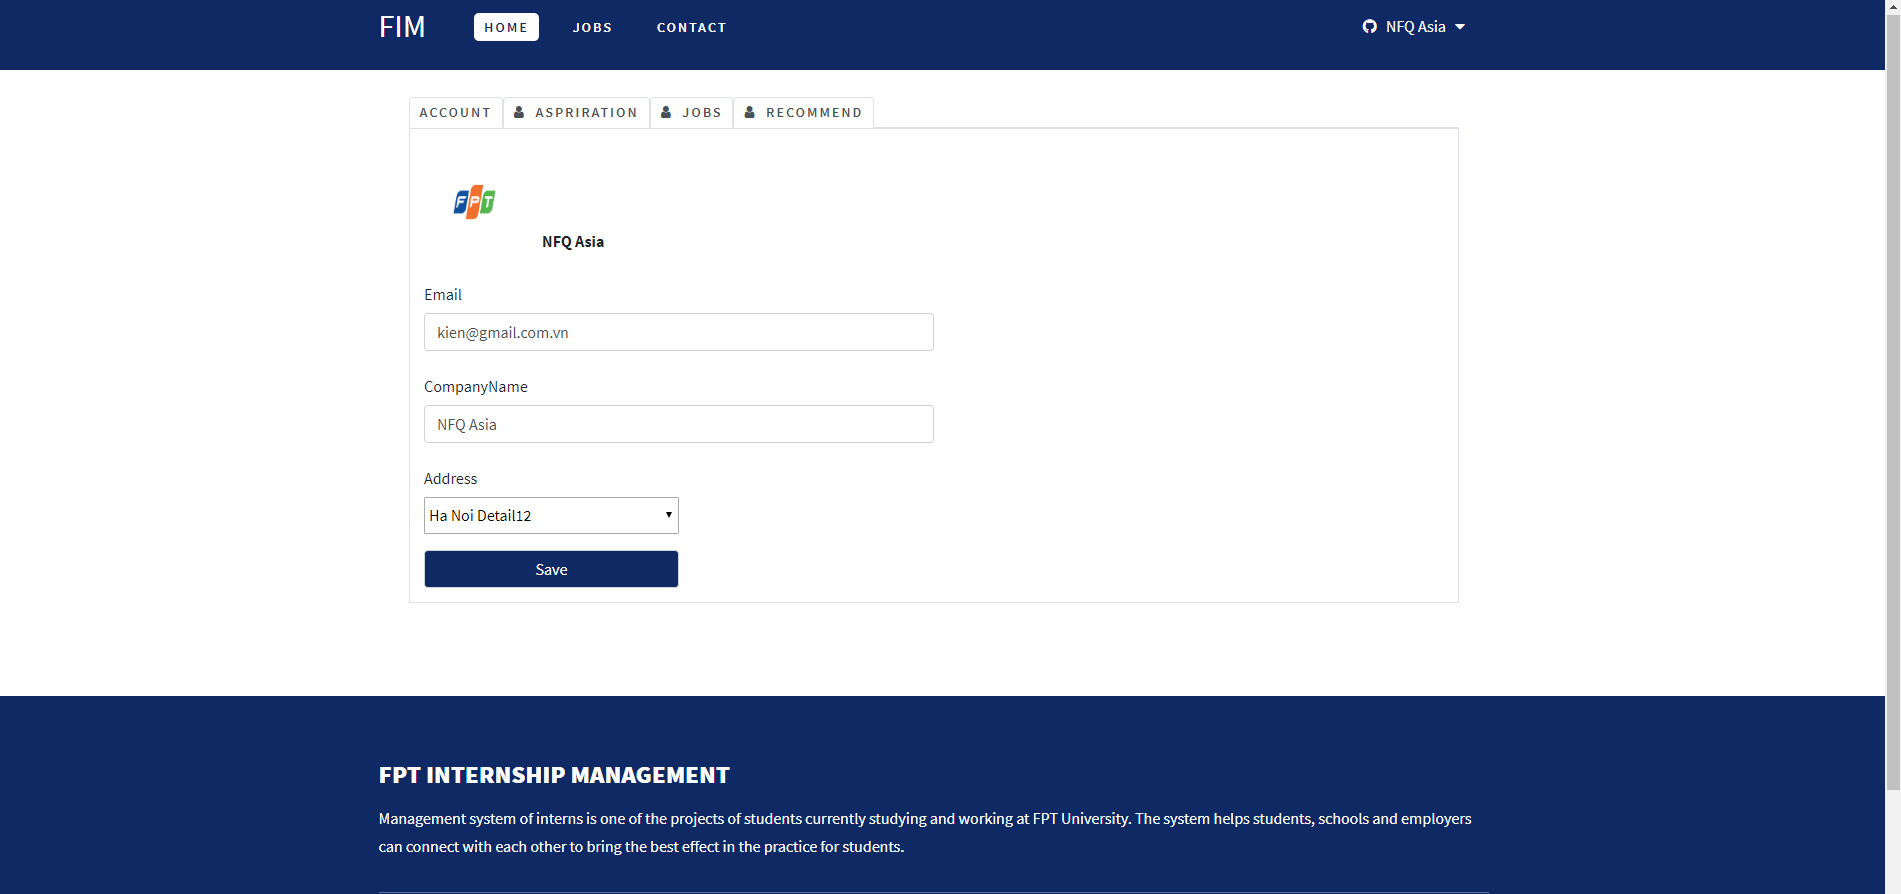 FIM HOME JOBS CONTACT NFQ Asia
ACCOUNT ASPRIRATION JOBS RECOMMEND
FPT
NFQ Asia
Email
kien@gmail.com.vn
CompanyName
NFQ Asia
Address
Ha Noi Detail12
Save
FPT INTERNSHIP MANAGEMENT
Management system of interns is one of the projects of students currently studying and working at FPT University. The system helps students, schools and employers
can connect with each other to bring the best effect in the practice for students.